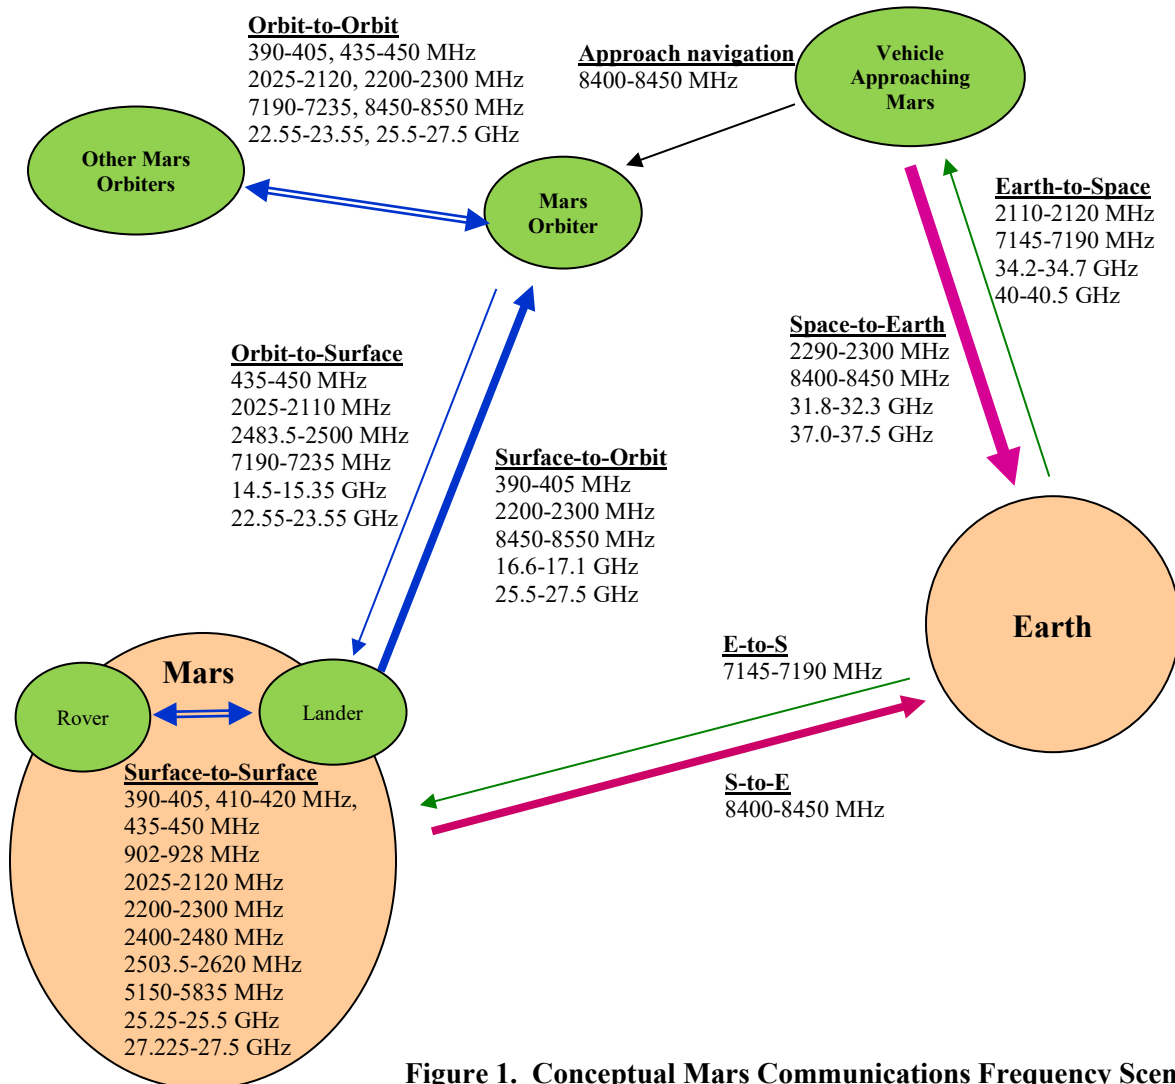 Orbit-to-Orbit
390-405, 435-450 MHz
2025-2120, 2200-2300 MHz
7190-7235, 8450-8550 MHz
22.55-23.55, 25.5-27.5 GHz
Approach navigation
8400-8450 MHz
Vehicle
Approaching
Mars
Other Mars
Orbiters
Mars
Orbiter
Earth-to-Space
2110-2120 MHz
7145-7190 MHz
34.2-34.7 GHz
40-40.5 GHz
Space-to-Earth
2290-2300 MHz
8400-8450 MHz
31.8-32.3 GHz
37.0-37.5 GHz
Orbit-to-Surface
435-450 MHz
2025-2110 MHz
2483.5-2500 MHz
7190-7235 MHz
14.5-15.35 GHz
22.55-23.55 GHz
Surface-to-Orbit
390-405 MHz
2200-2300 MHz
8450-8550 MHz
16.6-17.1 GHz
25.5-27.5 GHz
Earth
E-to-S
7145-7190 MHz
S-to-E
8400-8450 MHz
Mars
Rover
Lander
Surface-to-Surface
390-405, 410-420 MHz,
435-450 MHz
902-928 MHz
2025-2120 MHz
2200-2300 MHz
2400-2480 MHz
2503.5-2620 MHz
5150-5835 MHz
25.25-25.5 GHz
27.225-27.5 GHz
Figure 1. Conceptual Mars Communications Frequency